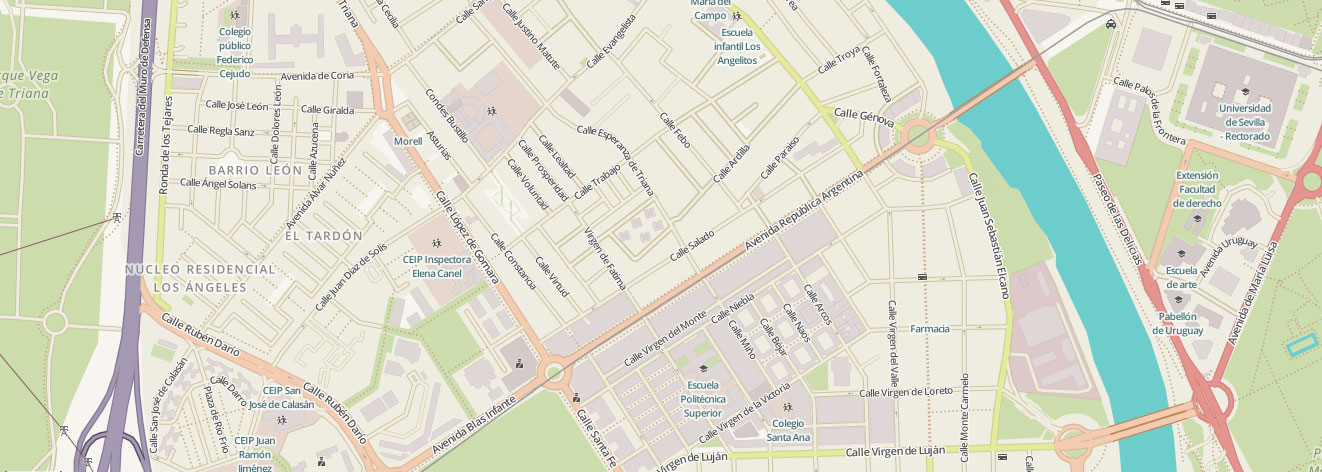 Colegio
público
Federico
Cejudo
Triana
Cecilia
Calle Sa
Calle Justino Matute
Calle Evangelista
María del
Campo
Escuela
infantil Los
Angelitos
Calle Troya
Calle Fortaleza
Calle Génova
Carretera del Muro de Defensa
Ronda de los Tejares
rque Vega
e Triana
Avenida de Coria
Calle José León
Calle Dolores León
Calle Giralda
Calle Regla Sanz
Calle Azucena
BARRIO LEÓN
Calle Ángel Solans
Avenida Alvar Núñez
EL TARDÓN
NUCLEO RESIDENCIAL
LOS ÁNGELES
Calle Juan Díaz de Solís
Morell
Condes Bustillo
Asturias
Calle López de Gomara
CEIP Inspectora
Elena Canel
Calle Constancia
Calle Virtud
Calle Voluntad
Calle Prosperidad
Calle Lealtad
Calle Trabajo
Calle Esperanza de Triana
Calle Febo
Calle Ardilla
Calle Paraiso
Virgen de Fatima
Calle Salado
Avenida República Argentina
Calle Juan Sebastián Elcano
Paseo de las Delicias
Calle Palos de la Frontera
Universidad
de Sevilla
- Rectorado
Extensión
Facultad
de derecho
Avenida Uruguay
Escuela
de arte
Pabellón
de Uruguay
Avenida de María Luisa
Calle Rubén Darío
Calle Rubén Darío
Calle San José de Calasán
Calle Darro
Plaza de Río Frío
CEIP San
José de Calasán
CEIP Juan
Ramón
Jiménez
Avenida Blas Infante
Calle Santa Fe
Calle Virgen del Monte
Calle Niebla
Calle Miño
Calle Bejar
Calle Naos
Calle Arcos
Calle Virgen del Valle
Farmacia
Escuela
Politécnica
Superior
Calle Virgen de la Victoria
Colegio
Santa Ana
Calle Virgen de Loreto
Calle Monte Carmelo
Virgen de Luján
Calle Virgen de Luján